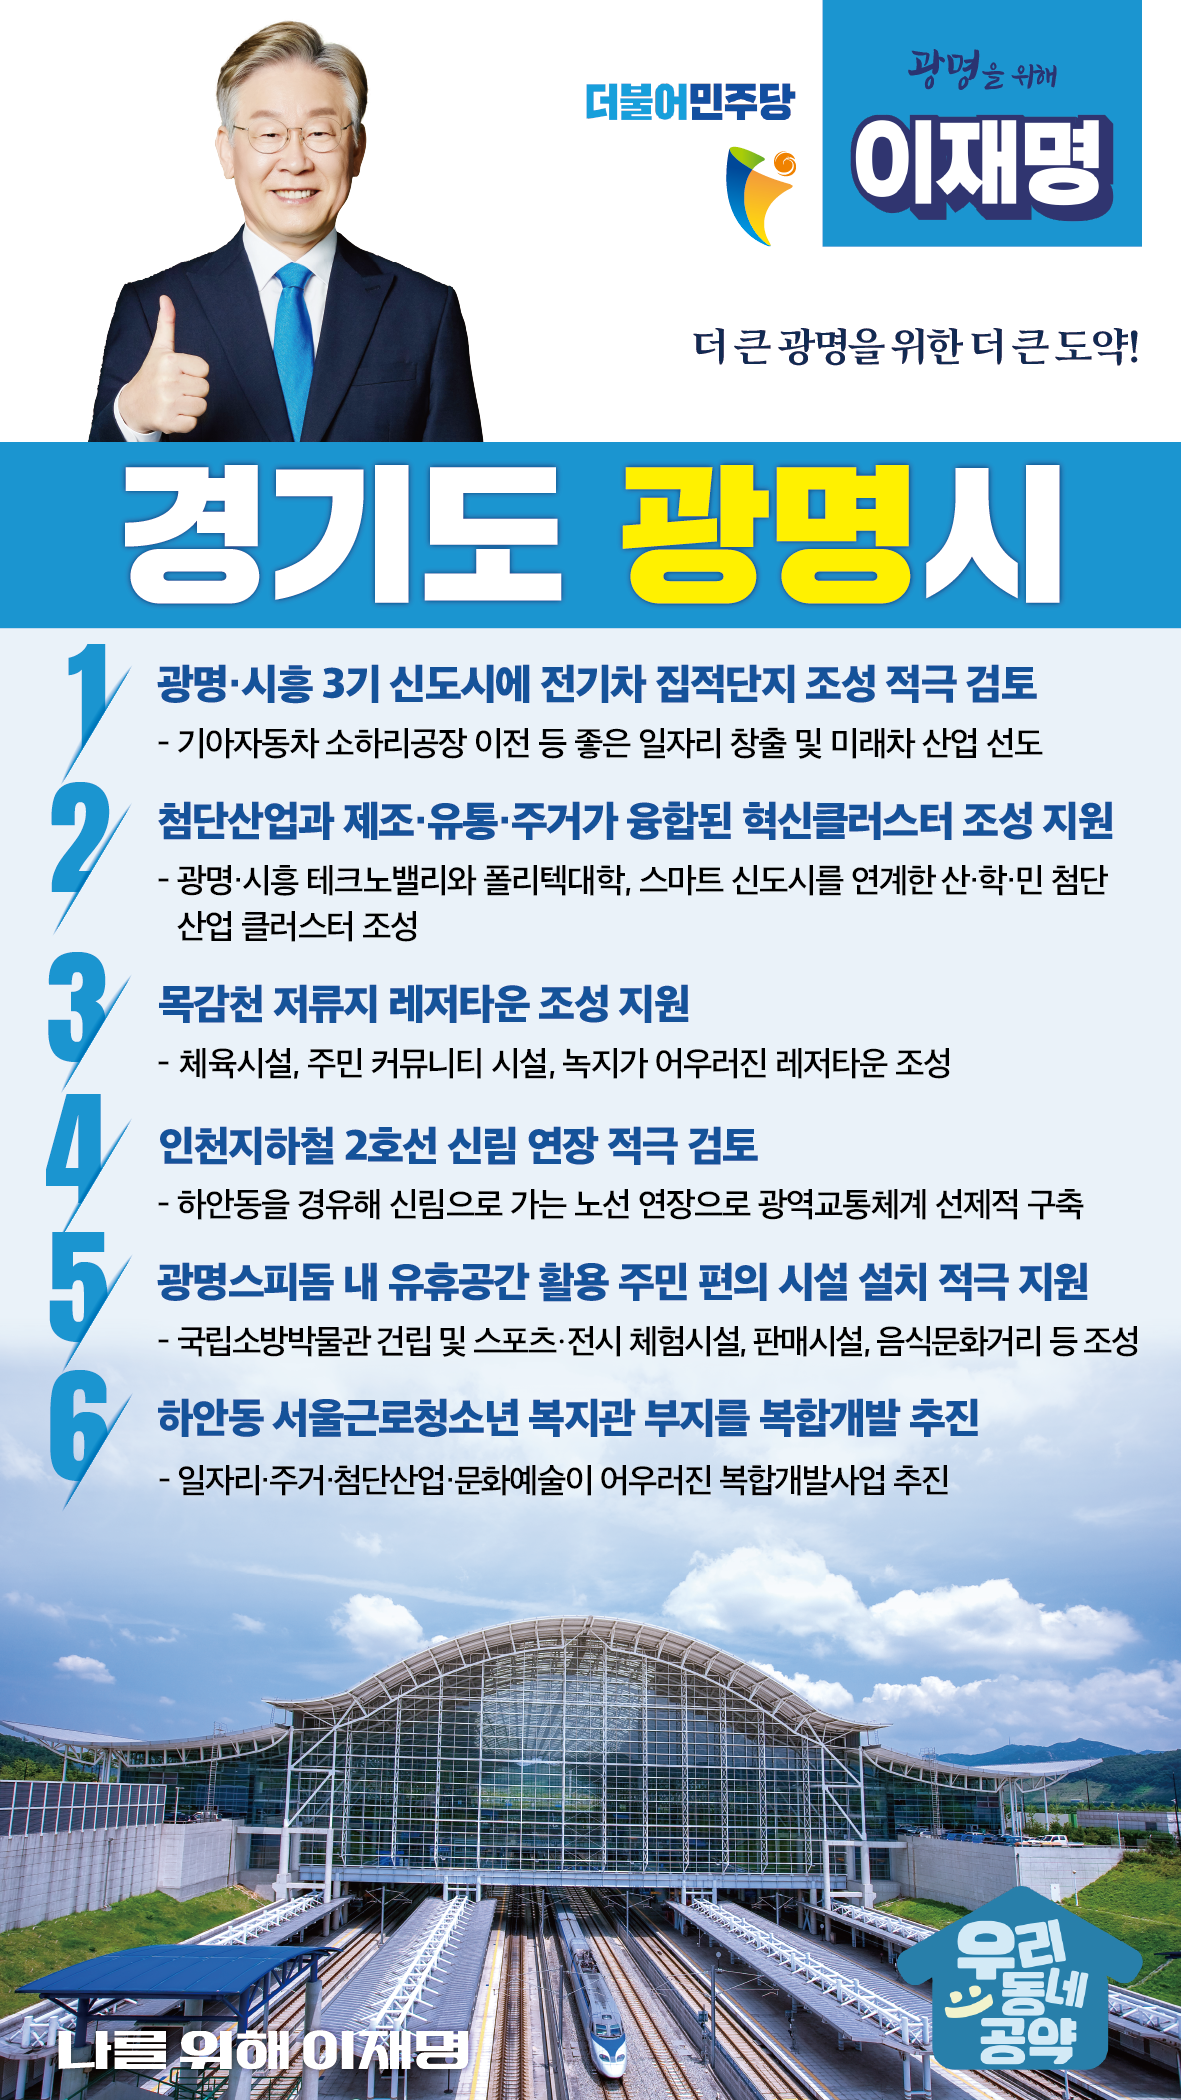 더불어민주당
광명을 위해
이재명
더 큰 광명을 위한 더 큰 도약!
경기도 광명시
1
광명·시흥 3기 신도시에 전기차 집적단지 조성 적극 검토
- 기아자동차 소하리공장 이전 등 좋은 일자리 창출 및 미래차 산업 선도
2
첨단산업과 제조·유통·주거가 융합된 혁신클러스터 조성 지원
- 광명·시흥 테크노밸리와 폴리텍대학, 스마트 신도시를 연계한 산·학·민 첨단
산업 클러스터 조성
3
목감천 저류지 레저타운 조성 지원
- 체육시설, 주민 커뮤니티 시설, 녹지가 어우러진 레저타운 조성
4
인천지하철 2호선 신림 연장 적극 검토
- 하안동을 경유해 신림으로 가는 노선 연장으로 광역교통체계 선제적 구축
5
광명스피돔 내 유휴공간 활용 주민 편의 시설 설치 적극 지원
- 국립소방박물관 건립 및 스포츠·전시 체험시설, 판매시설, 음식문화거리 등 조성
6
하안동 서울근로청소년 복지관 부지를 복합개발 추진
- 일자리·주거·첨단산업·문화예술이 어우러진 복합개발사업 추진
우리
동네
공약
나를 위해 이재명